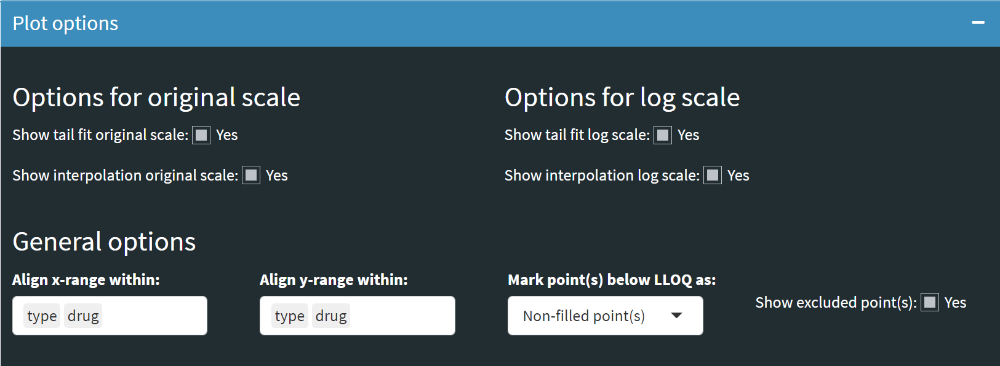 Plot options
Options for original scale
Show tail fit original scale: Yes
Show interpolation original scale: Yes
Options for log scale
Show tail fit log scale: Yes
Show interpolation log scale: Yes
General options
Align x-range within:
type drug
Align y-range within:
type drug
Mark point(s) below LLOQ as:
Non-filled point(s)
Show excluded point(s): Yes